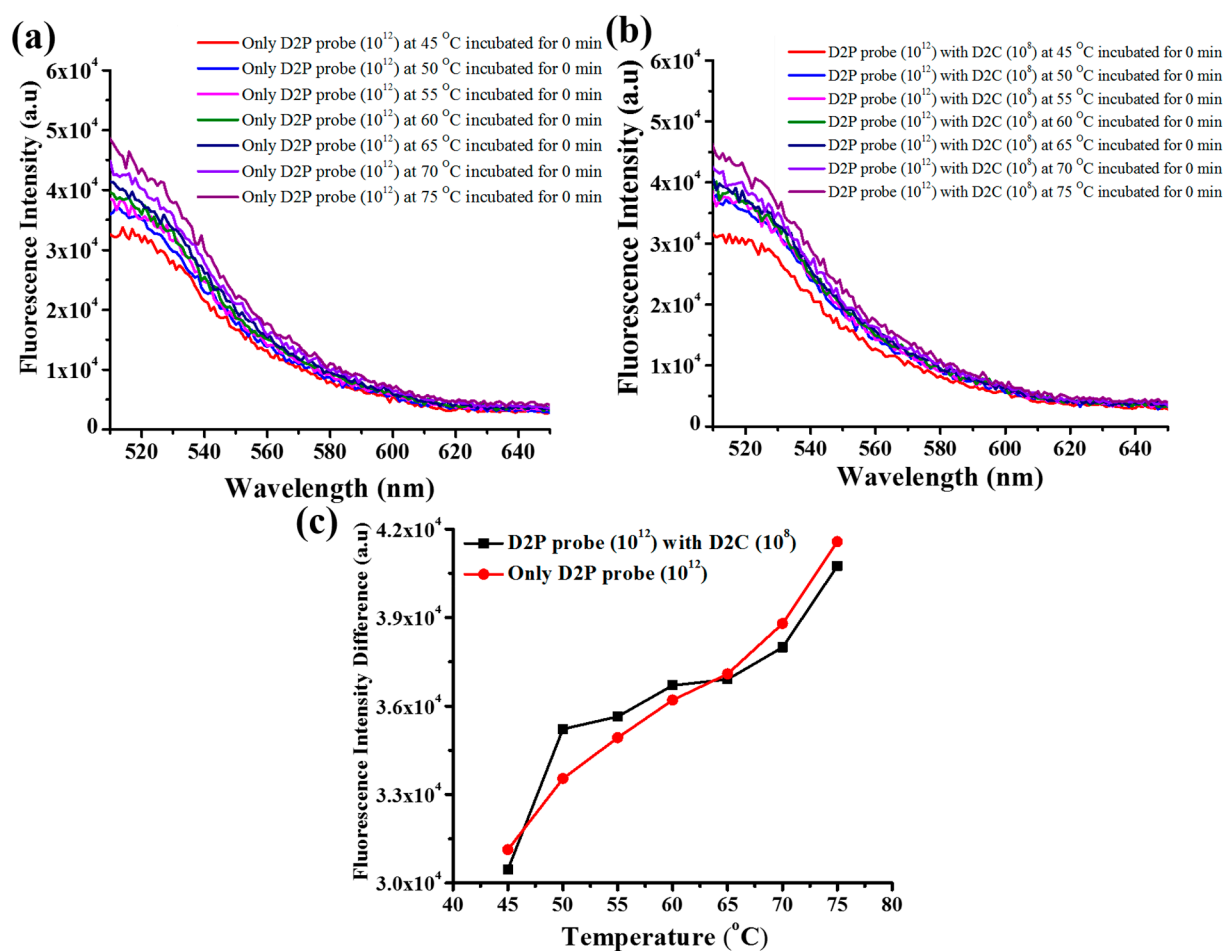 (a)
Only D2P probe (10¹²) at 45 °C incubated for 0 min
Only D2P probe (10¹²) at 50 °C incubated for 0 min
Only D2P probe (10¹²) at 55 °C incubated for 0 min
Only D2P probe (10¹²) at 60 °C incubated for 0 min
Only D2P probe (10¹²) at 65 °C incubated for 0 min
Only D2P probe (10¹²) at 70 °C incubated for 0 min
Only D2P probe (10¹²) at 75 °C incubated for 0 min
Fluorescence Intensity (a.u)
6x10⁴
5x10⁴
4x10⁴
3x10⁴
2x10⁴
1x10⁴
0
520 540 560 580 600 620 640
Wavelength (nm)
(b)
D2P probe (10¹²) with D2C (10⁸) at 45 °C incubated for 0 min
D2P probe (10¹²) with D2C (10⁸) at 50 °C incubated for 0 min
D2P probe (10¹²) with D2C (10⁸) at 55 °C incubated for 0 min
D2P probe (10¹²) with D2C (10⁸) at 60 °C incubated for 0 min
D2P probe (10¹²) with D2C (10⁸) at 65 °C incubated for 0 min
D2P probe (10¹²) with D2C (10⁸) at 70 °C incubated for 0 min
D2P probe (10¹²) with D2C (10⁸) at 75 °C incubated for 0 min
Fluorescence Intensity (a.u)
6x10⁴
5x10⁴
4x10⁴
3x10⁴
2x10⁴
1x10⁴
0
520 540 560 580 600 620 640
Wavelength (nm)
(c)
D2P probe (10¹²) with D2C (10⁸)
Only D2P probe (10¹²)
Fluorescence Intensity Difference (a.u)
4.2x10⁴
3.9x10⁴
3.6x10⁴
3.3x10⁴
3.0x10⁴
40 45 50 55 60 65 70 75 80
Temperature (°C)